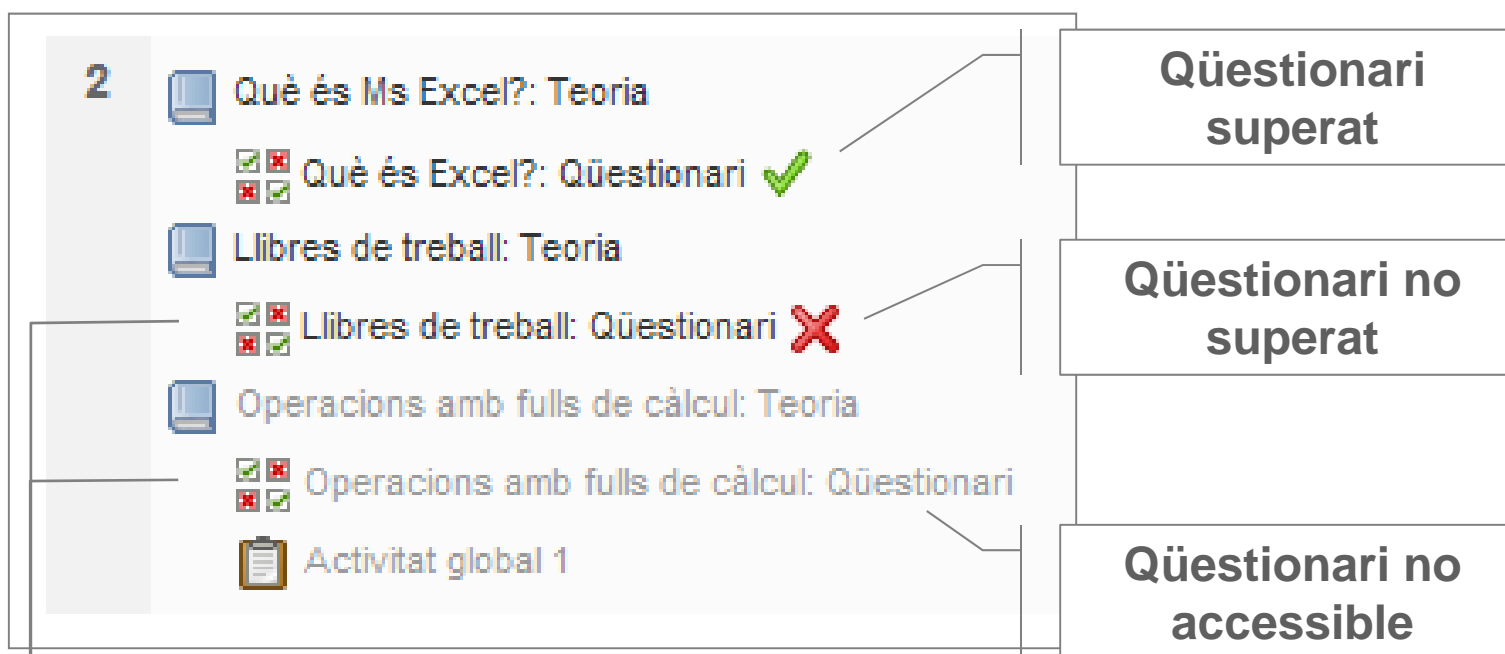 2
Què és Ms Excel?: Teoria
Què és Excel?: Qüestionari
Llibres de treball: Teoria
Llibres de treball: Qüestionari
Operacions amb fulls de càlcul: Teoria
Operacions amb fulls de càlcul: Qüestionari
Activitat global 1
Qüestionari
superat
Qüestionari no
superat
Qüestionari no
accessible